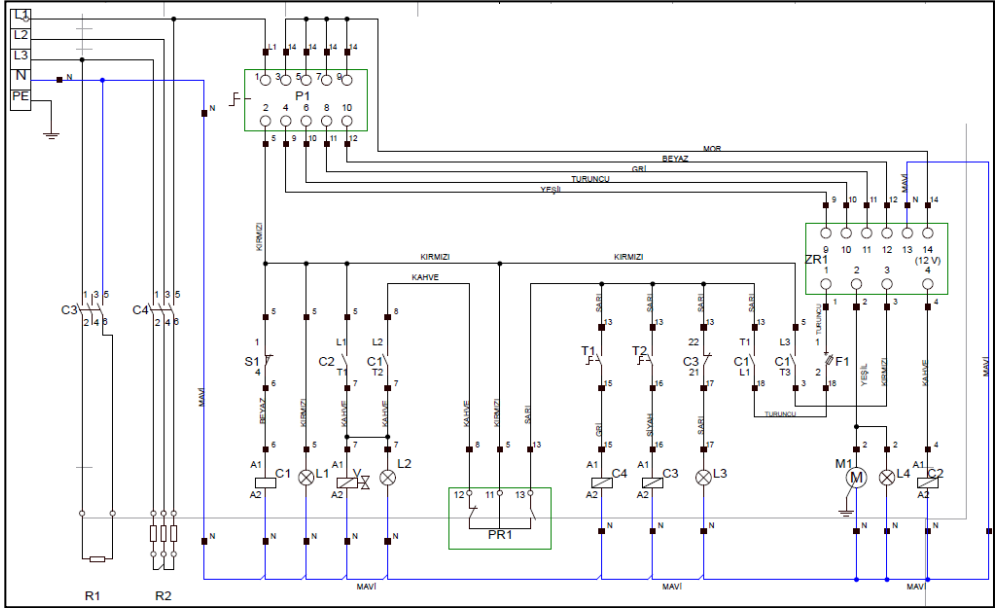 L1
L2
L3
N N
PE
N
L1 14 14 14 14
1 3 5 7 9
P1
2 4 6 8 10
5 9 10 11 12
MOR
BEYAZ
GRİ
TURUNCU
YEŞİL
MAVİ
9 10 11 12 N 14
9 10 11 12 13 14
(12 V)
ZR1
1 2 3 4
1 2 3 4
KIRMIZI
KIRMIZI KIRMIZI
KAHVE
SARI SARI SARI SARI
TURUNCU YEŞİL KIRMIZI KAHVE
MAVİ
1 3 5 1 3 5
C3 C4
2 4 6 2 4 6
5 5 5 8 13 13 13 13 5
1 L1 L2 T1 T2 22 T1 L3 1
S1 C2 C1 C3 C1 C1 F1
4 T1 T2 21 L1 T3 2
6 5 7 7 15 16 17 18 3 18
TURUNCU
MAVİ BEYAZ KIRMIZI KAHVE KAHVE KAHVE KIRMIZI SARI GRİ SİYAH SARI
6 5 7 7 8 5 13 15 16 17 2 2 4
A1 C1 L1 A1 V L2 A1 C4 A1 C3 L3 M1 M L4 A1 C2
A2 A2 A2 A2 A2
12 11 13
PR1
N N N N N N N N N N N
MAVİ MAVİ MAVİ
R1 R2